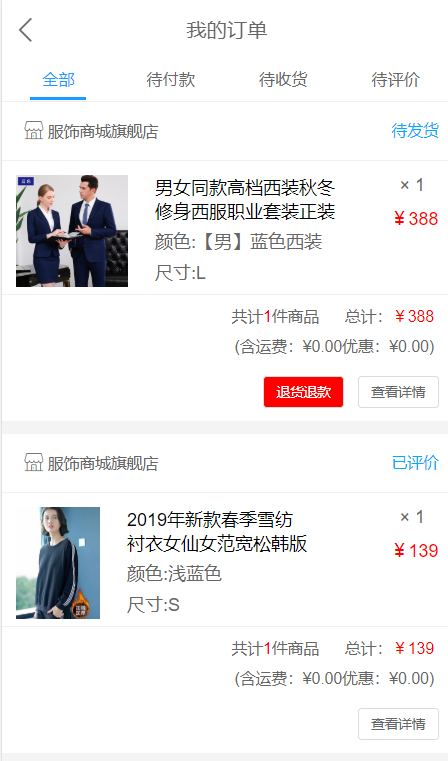 我的订单
全部 待付款 待收货 待评价
服饰商城旗舰店 待发货
男女同款高档西装秋冬 × 1
修身西服职业套装正装 ¥388
颜色:【男】蓝色西装
尺寸:L
共计1件商品 总计：¥388
(含运费：¥0.00优惠：¥0.00)
退货退款 查看详情
服饰商城旗舰店 已评价
2019年新款春季雪纺 × 1
衬衣女仙女范宽松韩版 ¥139
颜色:浅蓝色
尺寸:S
共计1件商品 总计：¥139
(含运费：¥0.00优惠：¥0.00)
查看详情